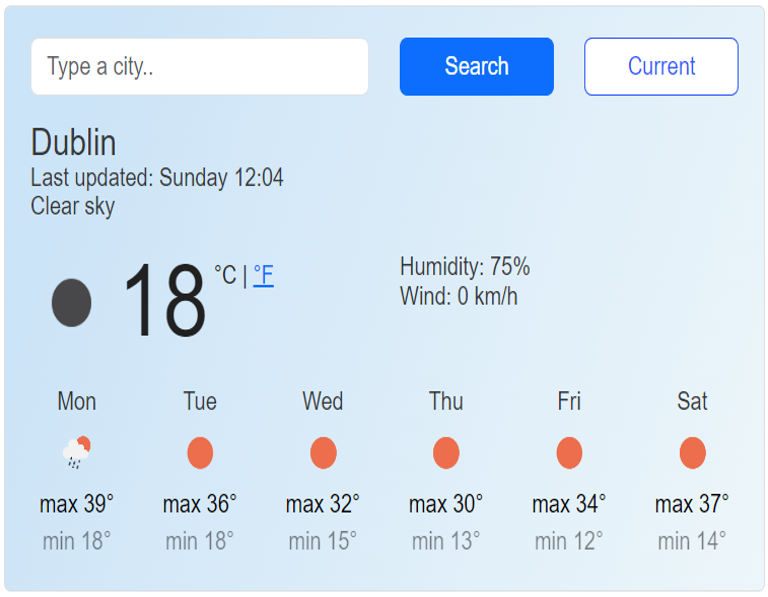 Type a city..
Search
Current
Dublin
Last updated: Sunday 12:04
Clear sky
18 °C | °F
Humidity: 75%
Wind: 0 km/h
Mon Tue Wed Thu Fri Sat
max 39° max 36° max 32° max 30° max 34° max 37°
min 18° min 18° min 15° min 13° min 12° min 14°